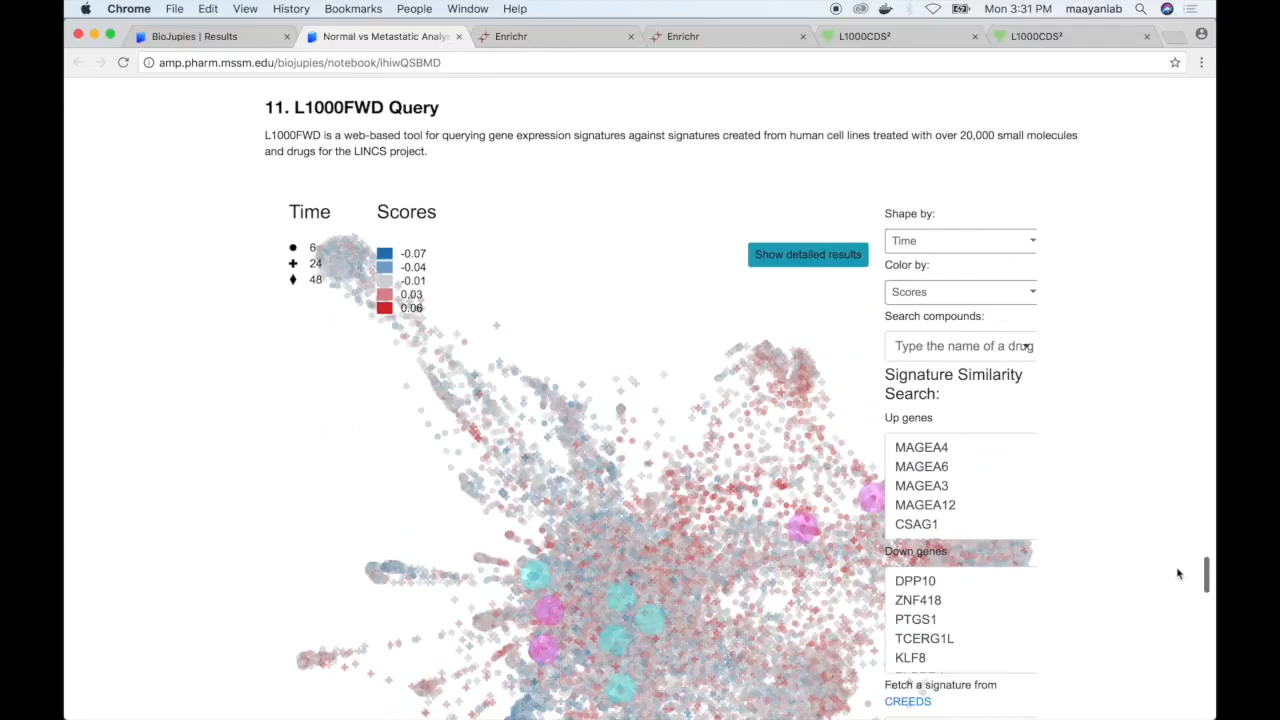 Chrome File Edit View History Bookmarks People Window Help Mon 3:31 PM maayanlab
BioJupies | Results
Normal vs Metastatic Analys
Enrichr
Enrichr
L1000CDS²
L1000CDS²
amp.pharm.mssm.edu/biojupies/notebook/ihiwQSBMD
11. L1000FWD Query
L1000FWD is a web-based tool for querying gene expression signatures against signatures created from human cell lines treated with over 20,000 small molecules
and drugs for the LINCS project.
Time
6
24
48
Scores
-0.07
-0.04
-0.01
0.03
0.06
Show detailed results
Shape by:
Time
Color by:
Scores
Search compounds:
Type the name of a drug
Signature Similarity
Search:
Up genes
MAGEA4
MAGEA6
MAGEA3
MAGEA12
CSAG1
Down genes
DPP10
ZNF418
PTGS1
TCERG1L
KLF8
Fetch a signature from
CREEDS